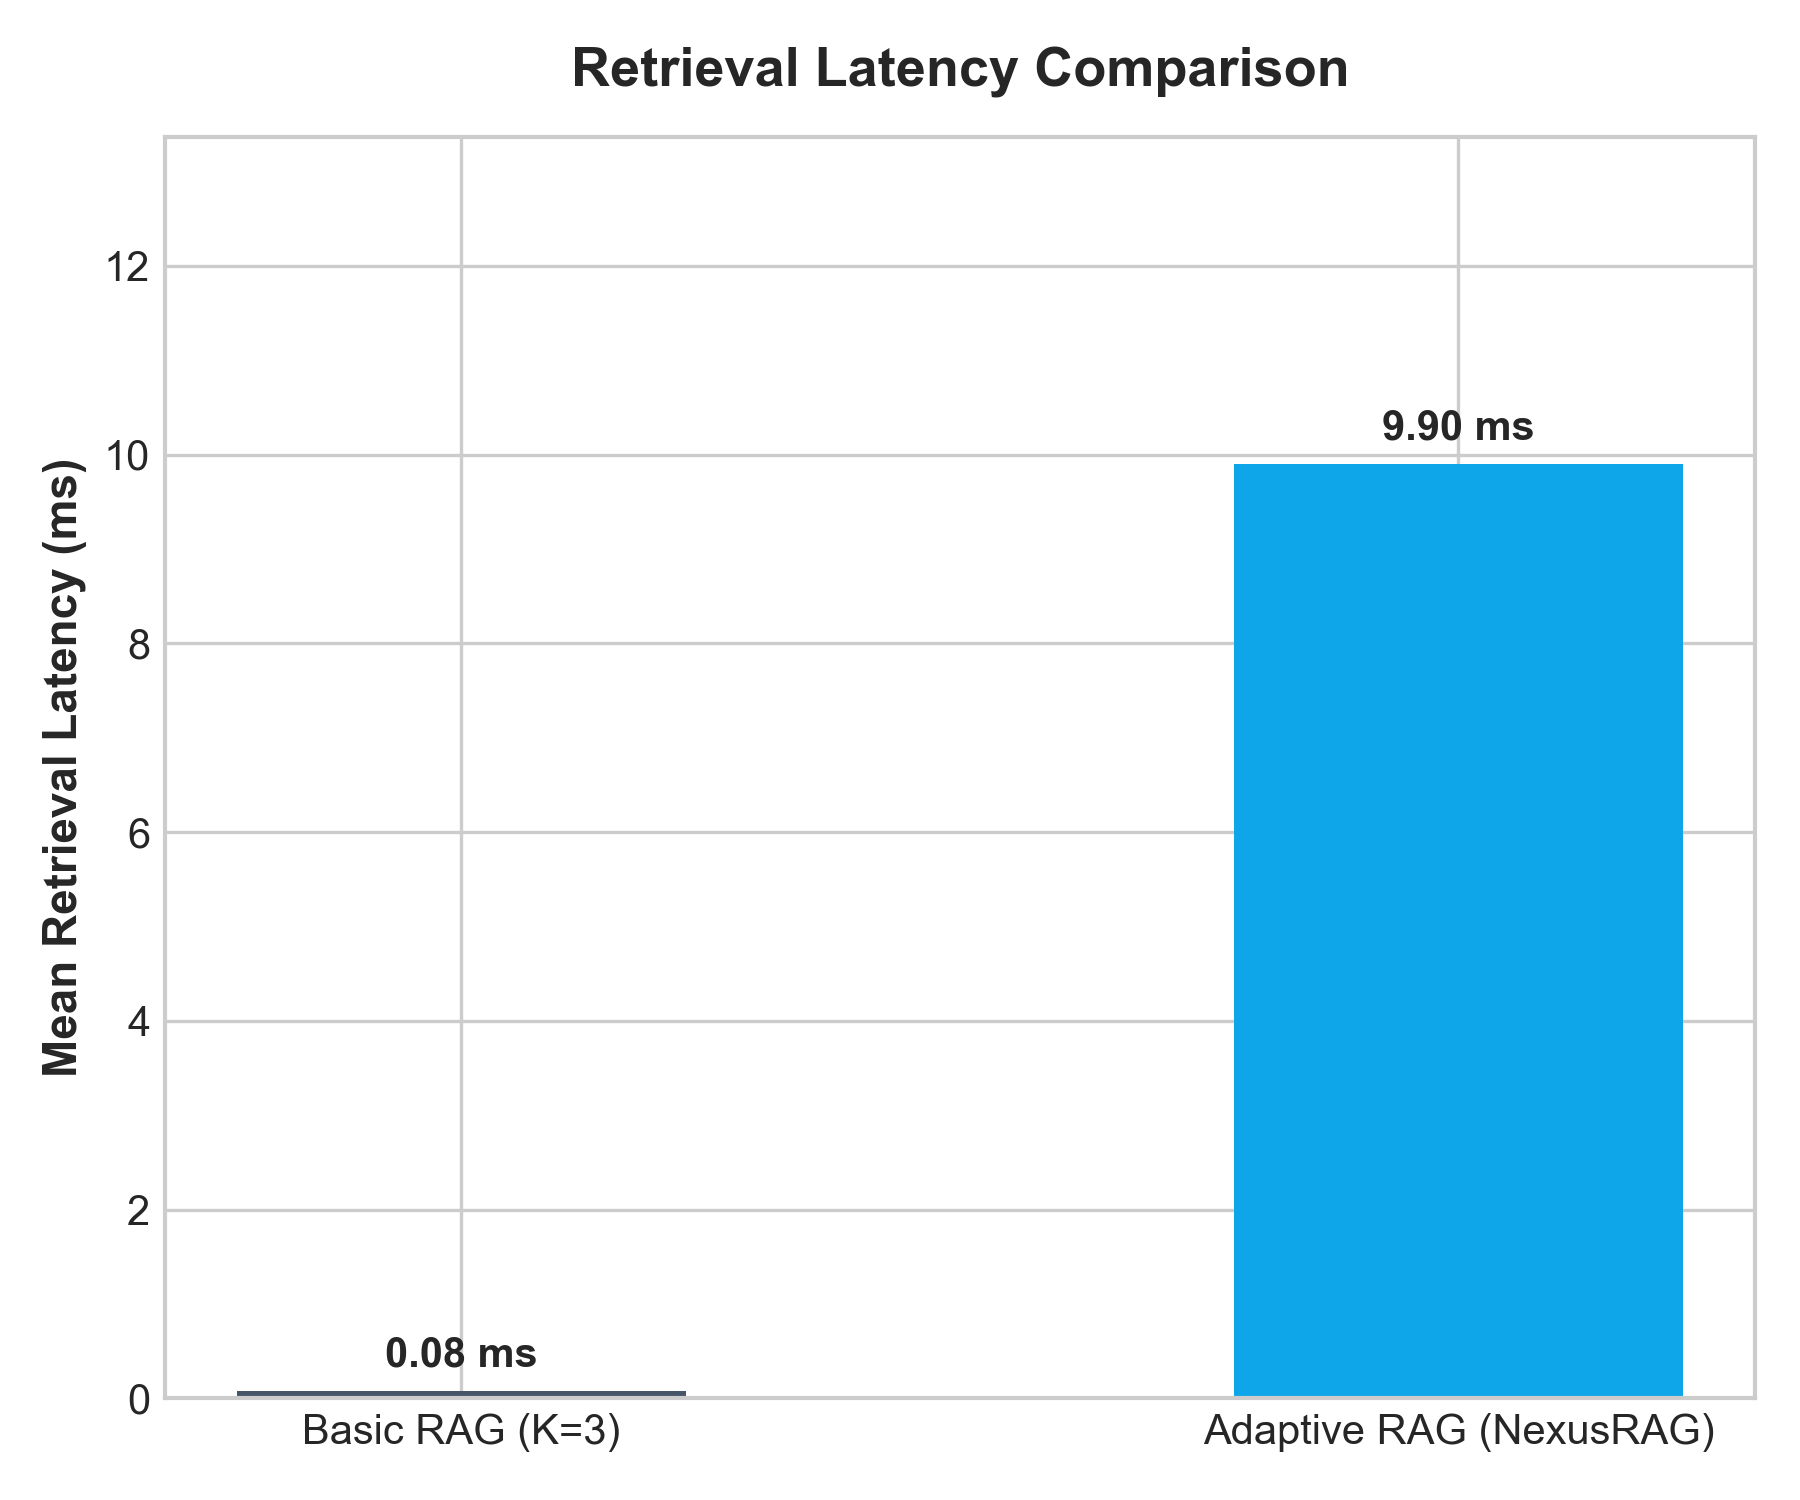 Retrieval Latency Comparison
Mean Retrieval Latency (ms)
12
10
8
6
4
2
0
9.90 ms
0.08 ms
Basic RAG (K=3)
Adaptive RAG (NexusRAG)